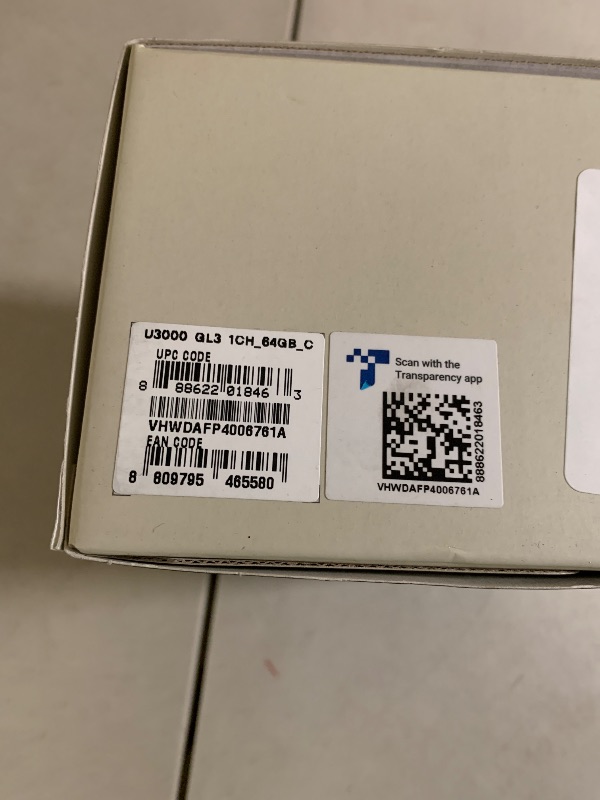 U3000 GL3 1CH_64GB_C
UPC CODE
8 88622 01846 3
VHWDAFP4006761A
EAN CODE
8 809795 465580
Scan with the
Transparency app
888622018463
VHWDAFP4006761A